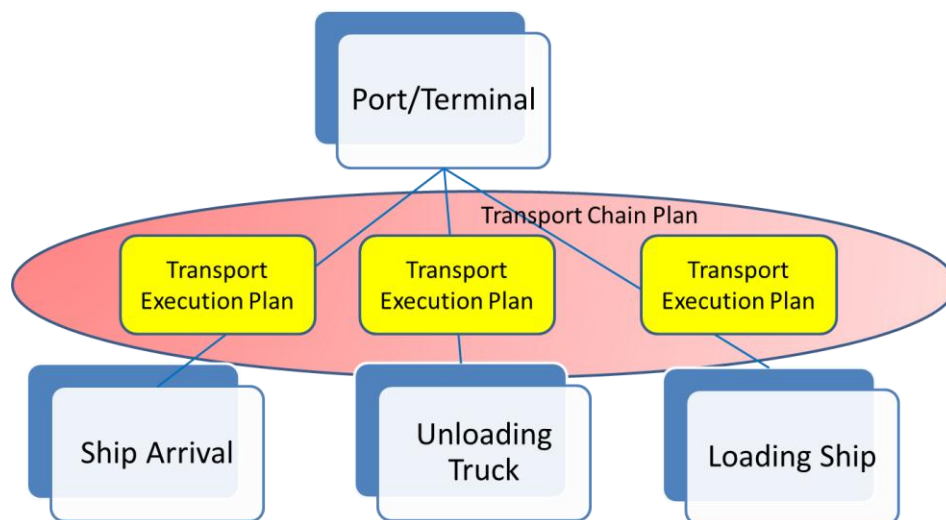 Port/Terminal
Transport Chain Plan
Transport
Execution Plan
Transport
Execution Plan
Transport
Execution Plan
Ship Arrival
Unloading
Truck
Loading Ship